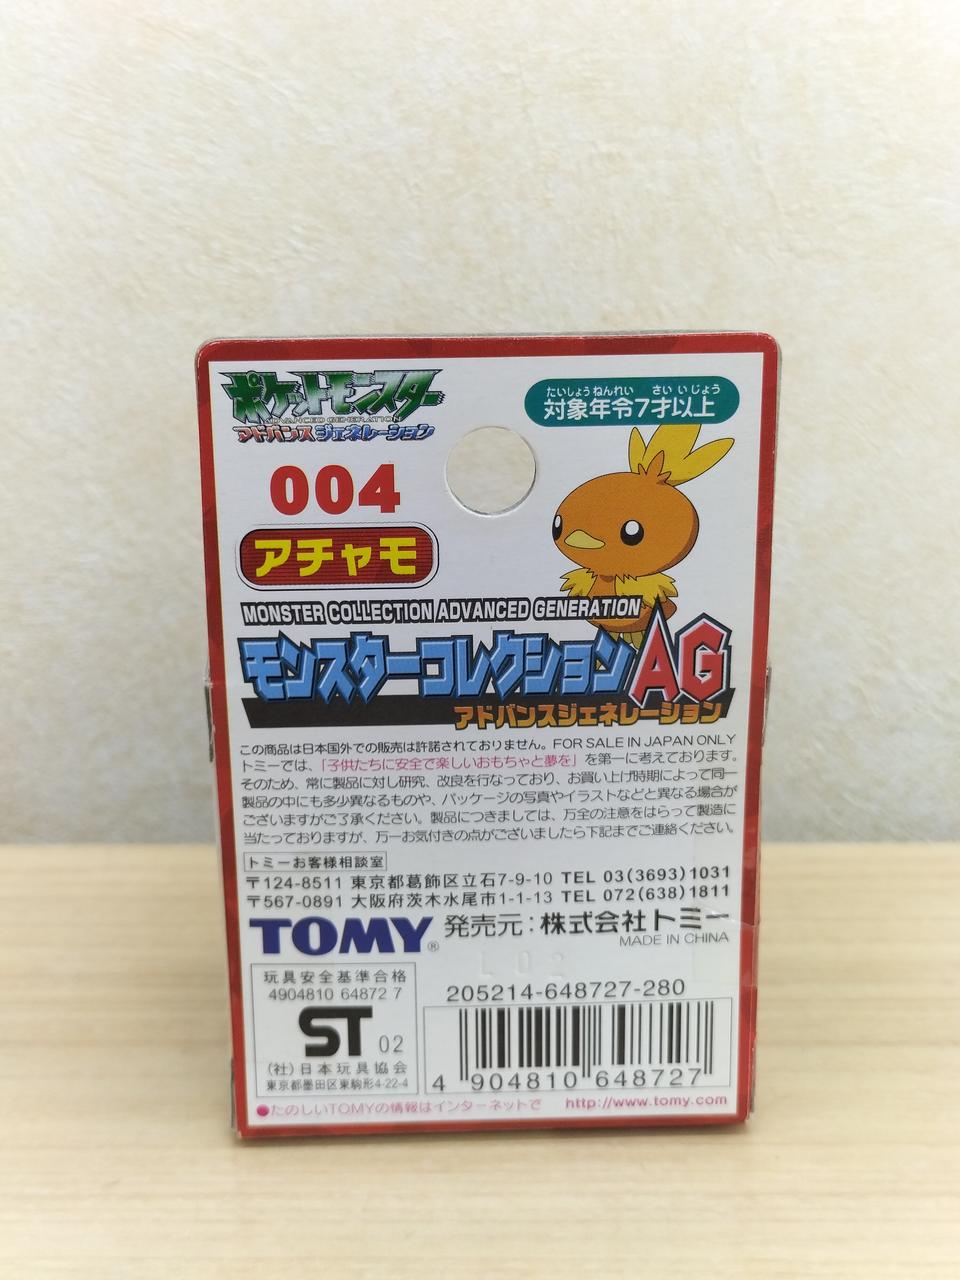 ポケットモンスター
ADVANCED GENERATION
アドバンスジェネレーション
たいしょうねんれい さいいじょう
対象年令7才以上
004
アチャモ
MONSTER COLLECTION ADVANCED GENERATION
モンスターコレクションAG
アドバンスジェネレーション
この商品は日本国外での販売は許諾されておりません。FOR SALE IN JAPAN ONLY
トミーでは、「子供たちに安全で楽しいおもちゃと夢を」を第一に考えております。
そのため、常に製品に対し研究、改良を行なっており、お買い上げ時期によって同一
製品の中にも多少異なるものや、パッケージの写真やイラストなどと異なる場合が
ございますがご了承ください。製品につきましては、万全の注意をはらって製造に
当たっておりますが、万一お気付きの点がございましたら下記までご連絡ください。
トミーお客様相談室
〒124-8511 東京都葛飾区立石7-9-10 TEL 03(3693)1031
〒567-0891 大阪府茨木水尾市1-1-13 TEL 072(638)1811
TOMY® 発売元：株式会社トミー
MADE IN CHINA
L02
玩具安全基準合格
4904810 64872 7
ST 02
(社)日本玩具協会
東京都墨田区東駒形4-22-4
205214-648727-280
4 904810 648727
●たのしいTOMYの情報はインターネットで http://www.tomy.com